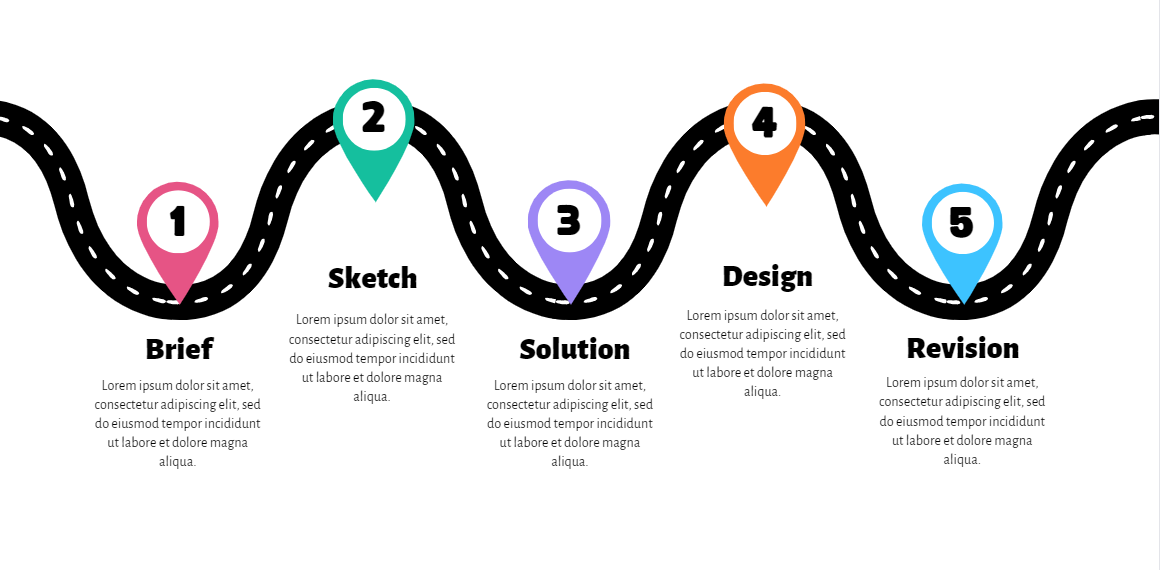 1
Brief
Lorem ipsum dolor sit amet,
consectetur adipiscing elit, sed
do eiusmod tempor incididunt
ut labore et dolore magna
aliqua.
2
Sketch
Lorem ipsum dolor sit amet,
consectetur adipiscing elit, sed
do eiusmod tempor incididunt
ut labore et dolore magna
aliqua.
3
Solution
Lorem ipsum dolor sit amet,
consectetur adipiscing elit, sed
do eiusmod tempor incididunt
ut labore et dolore magna
aliqua.
4
Design
Lorem ipsum dolor sit amet,
consectetur adipiscing elit, sed
do eiusmod tempor incididunt
ut labore et dolore magna
aliqua.
5
Revision
Lorem ipsum dolor sit amet,
consectetur adipiscing elit, sed
do eiusmod tempor incididunt
ut labore et dolore magna
aliqua.